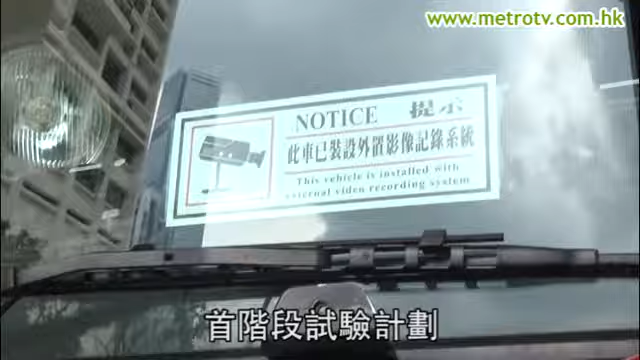 www.metrotv.com.hk
NOTICE 提示
此車已裝設外置影像記錄系統
This vehicle is installed with
external video recording system
首階段試驗計劃